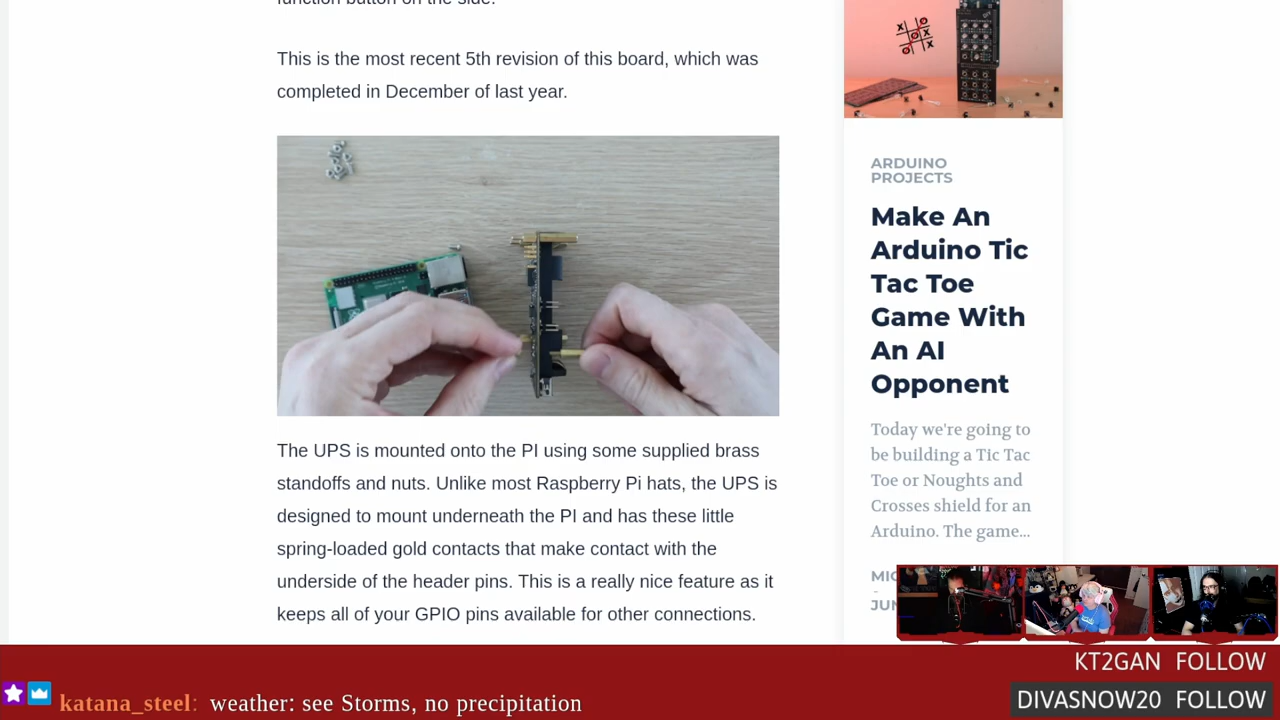 function button on the side.
This is the most recent 5th revision of this board, which was
completed in December of last year.
The UPS is mounted onto the PI using some supplied brass
standoffs and nuts. Unlike most Raspberry Pi hats, the UPS is
designed to mount underneath the PI and has these little
spring-loaded gold contacts that make contact with the
underside of the header pins. This is a really nice feature as it
keeps all of your GPIO pins available for other connections.
ARDUINO
PROJECTS
Make An
Arduino Tic
Tac Toe
Game With
An AI
Opponent
Today we're going to
be building a Tic Tac
Toe or Noughts and
Crosses shield for an
Arduino. The game...
KT2GAN FOLLOW
DIVASNOW20 FOLLOW
katana_steel: weather: see Storms, no precipitation